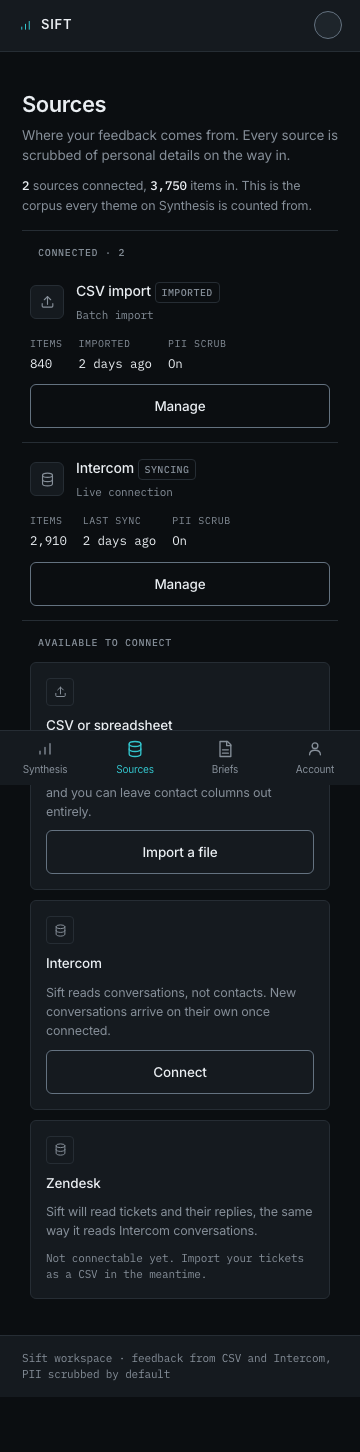 SIFT
Sources
Where your feedback comes from. Every source is
scrubbed of personal details on the way in.
2 sources connected, 3,750 items in. This is the
corpus every theme on Synthesis is counted from.
CONNECTED · 2
CSV import IMPORTED
Batch import
ITEMS IMPORTED PII SCRUB
840 2 days ago On
Manage
Intercom SYNCING
Live connection
ITEMS LAST SYNC PII SCRUB
2,910 2 days ago On
Manage
AVAILABLE TO CONNECT
CSV or spreadsheet
Synthesis Sources Briefs Account
and you can leave contact columns out
entirely.
Import a file
Intercom
Sift reads conversations, not contacts. New
conversations arrive on their own once
connected.
Connect
Zendesk
Sift will read tickets and their replies, the same
way it reads Intercom conversations.
Not connectable yet. Import your tickets
as a CSV in the meantime.
Sift workspace · feedback from CSV and Intercom,
PII scrubbed by default